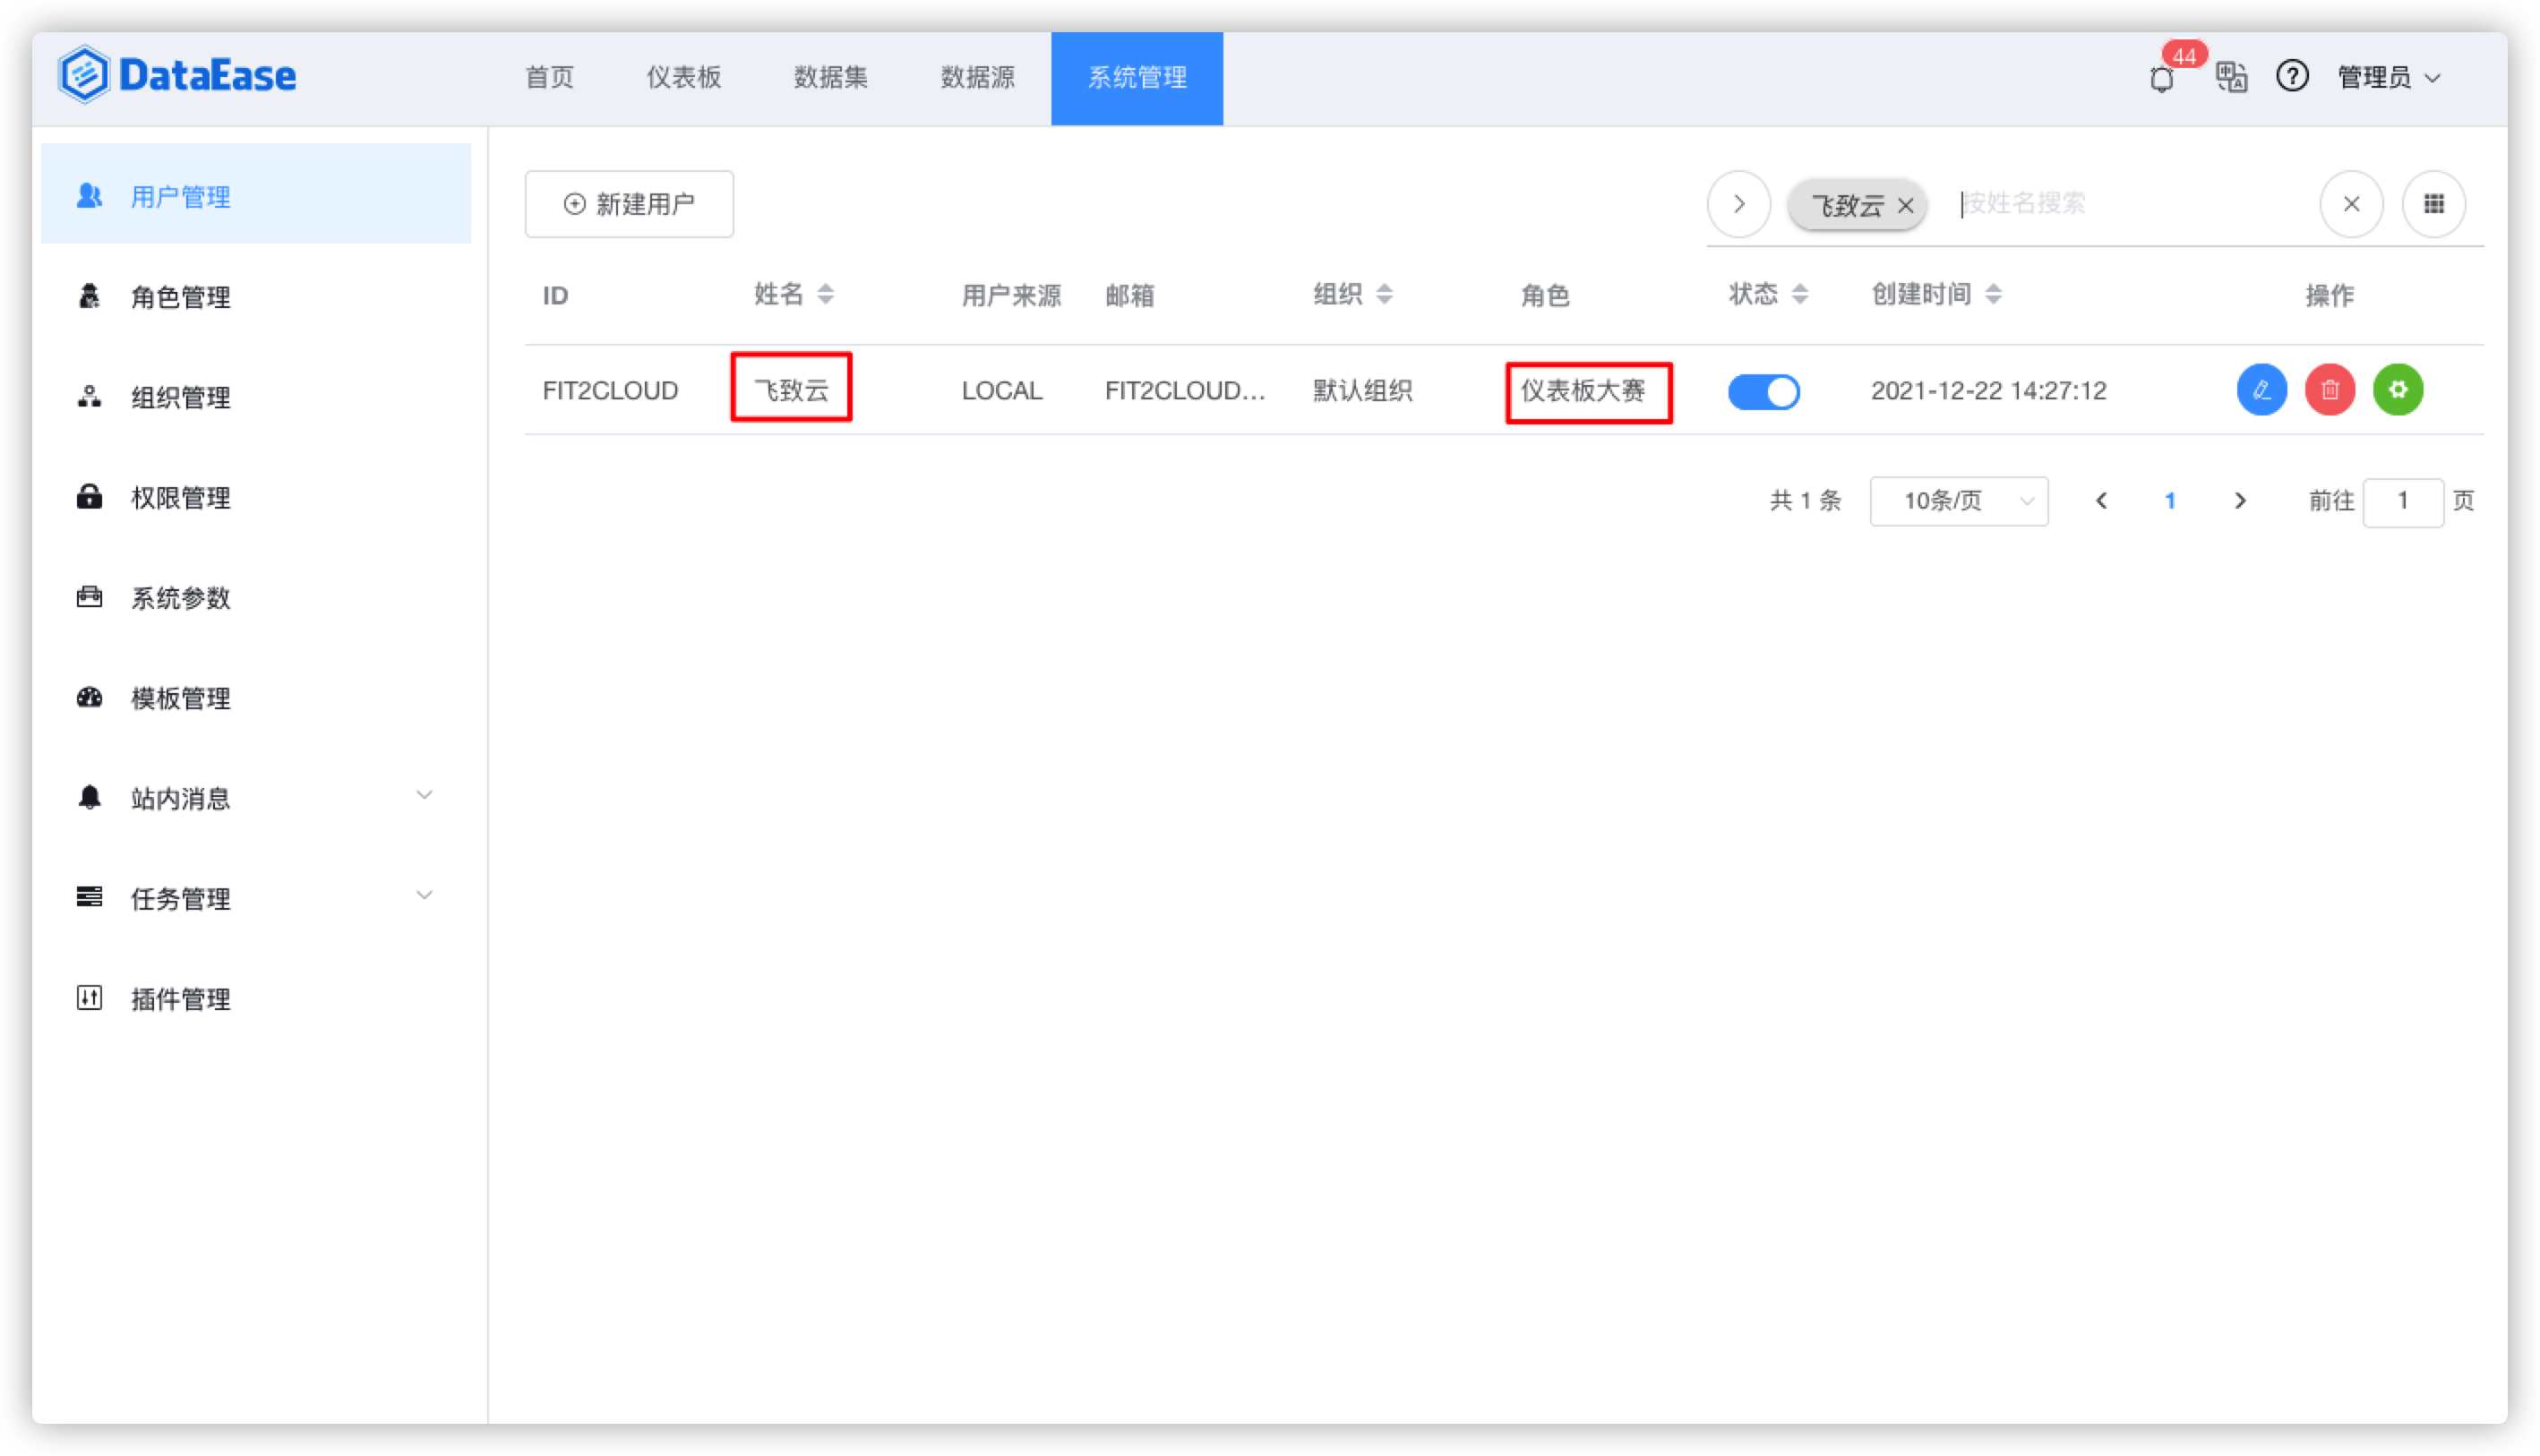 DataEase 首页 仪表板 数据集 数据源 系统管理 44 管理员
用户管理
角色管理
组织管理
权限管理
系统参数
模板管理
站内消息
任务管理
插件管理
新建用户 飞致云 按姓名搜索
ID 姓名 用户来源 邮箱 组织 角色 状态 创建时间 操作
FIT2CLOUD 飞致云 LOCAL FIT2CLOUD... 默认组织 仪表板大赛 2021-12-22 14:27:12
共 1 条 10条/页 1 前往 1 页